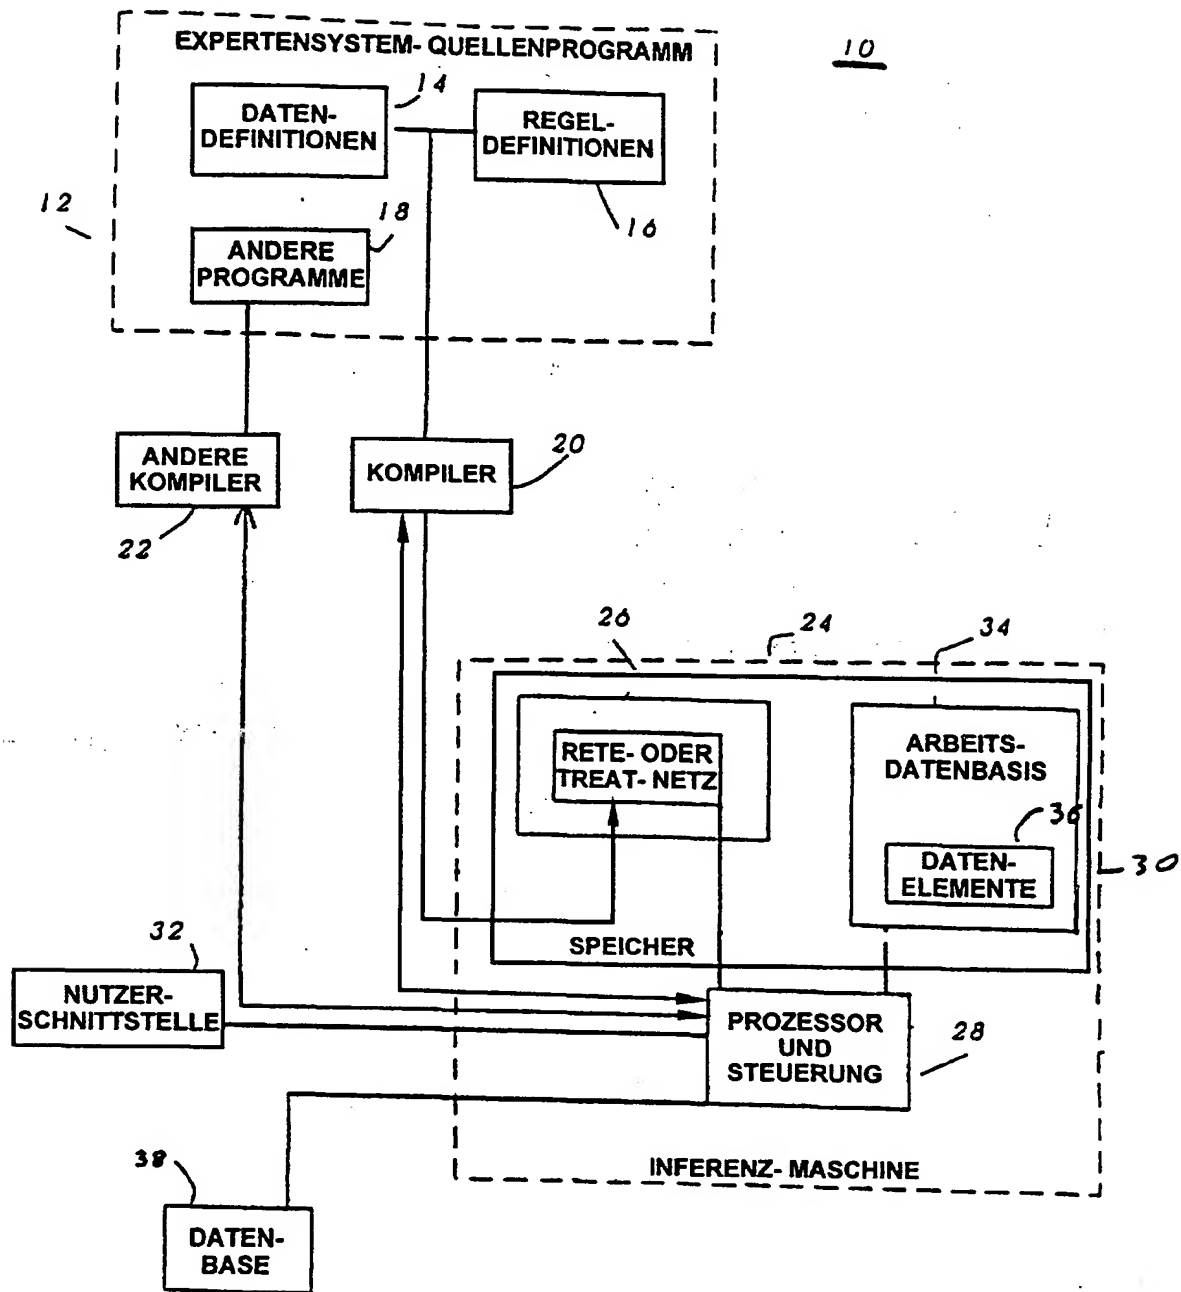 EXPERTENSYSTEM- QUELLENPROGRAMM
10
14
DATEN-
DEFINITIONEN
REGEL-
DEFINITIONEN
12
16
18
ANDERE
PROGRAMME
ANDERE
KOMPILER
22
KOMPILER
20
26
24
34
RETE- ODER
TREAT- NETZ
ARBEITS-
DATENBASIS
36
DATEN-
ELEMENTE
30
SPEICHER
32
NUTZER-
SCHNITTSTELLE
PROZESSOR
UND
STEUERUNG
28
INFERENZ- MASCHINE
38
DATEN-
BASE